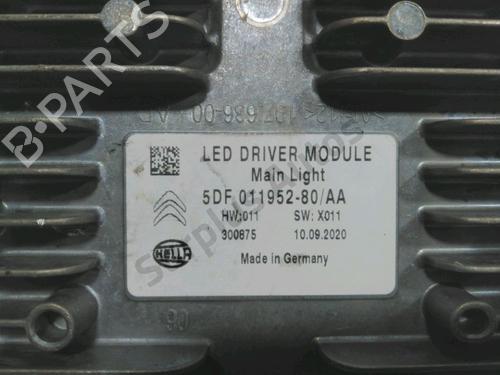 B-PARTS
LED DRIVER MODULE
Main Light
5DF 011952-80/AA
HW:011 SW: X011
300875 10.09.2020
HELLA
Made in Germany